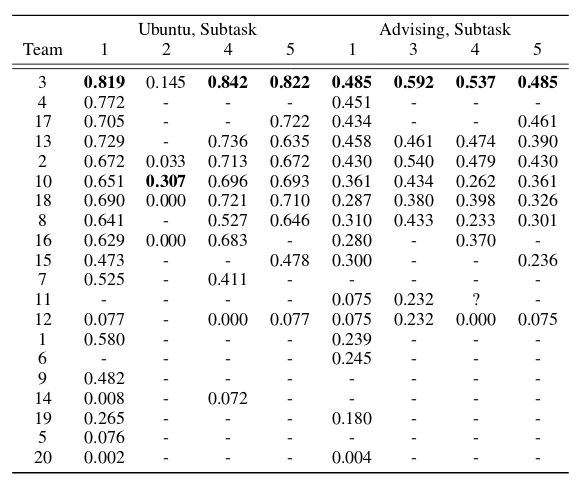 Ubuntu, Subtask Advising, Subtask
Team 1 2 4 5 1 3 4 5
3 0.819 0.145 0.842 0.822 0.485 0.592 0.537 0.485
4 0.772 - - - 0.451 - - -
17 0.705 - - 0.722 0.434 - - 0.461
13 0.729 - 0.736 0.635 0.458 0.461 0.474 0.390
2 0.672 0.033 0.713 0.672 0.430 0.540 0.479 0.430
10 0.651 0.307 0.696 0.693 0.361 0.434 0.262 0.361
18 0.690 0.000 0.721 0.710 0.287 0.380 0.398 0.326
8 0.641 - 0.527 0.646 0.310 0.433 0.233 0.301
16 0.629 0.000 0.683 - 0.280 - 0.370 -
15 0.473 - - 0.478 0.300 - - 0.236
7 0.525 - 0.411 - - - - -
11 - - - - 0.075 0.232 ? -
12 0.077 - 0.000 0.077 0.075 0.232 0.000 0.075
1 0.580 - - - 0.239 - - -
6 - - - - 0.245 - - -
9 0.482 - - - - - - -
14 0.008 - 0.072 - - - - -
19 0.265 - - - 0.180 - - -
5 0.076 - - - - - - -
20 0.002 - - - 0.004 - - -